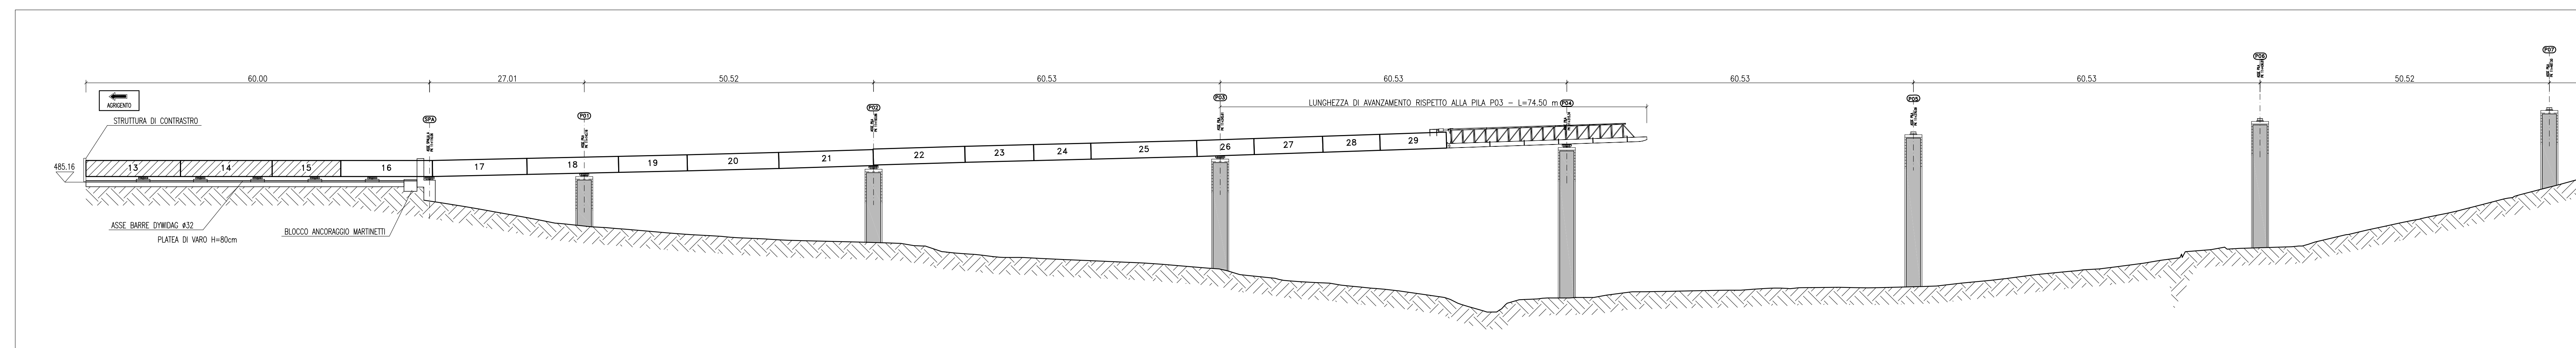 P07
P06
60.00
27.01
50.52
60.53
60.53
60.53
60.53
50.52
AGRIGENTO
SPA
P01
P02
P03
P04
P05
LUNGHEZZA DI AVANZAMENTO RISPETTO ALLA PILA P03 - L=74.50 m
STRUTTURA DI CONTRASTRO
485.16
13
14
15
16
17
18
19
20
21
22
23
24
25
26
27
28
29
ASSE BARRE DYWIDAG Ø32
BLOCCO ANCORAGGIO MARTINETTI
PLATEA DI VARO H=80cm